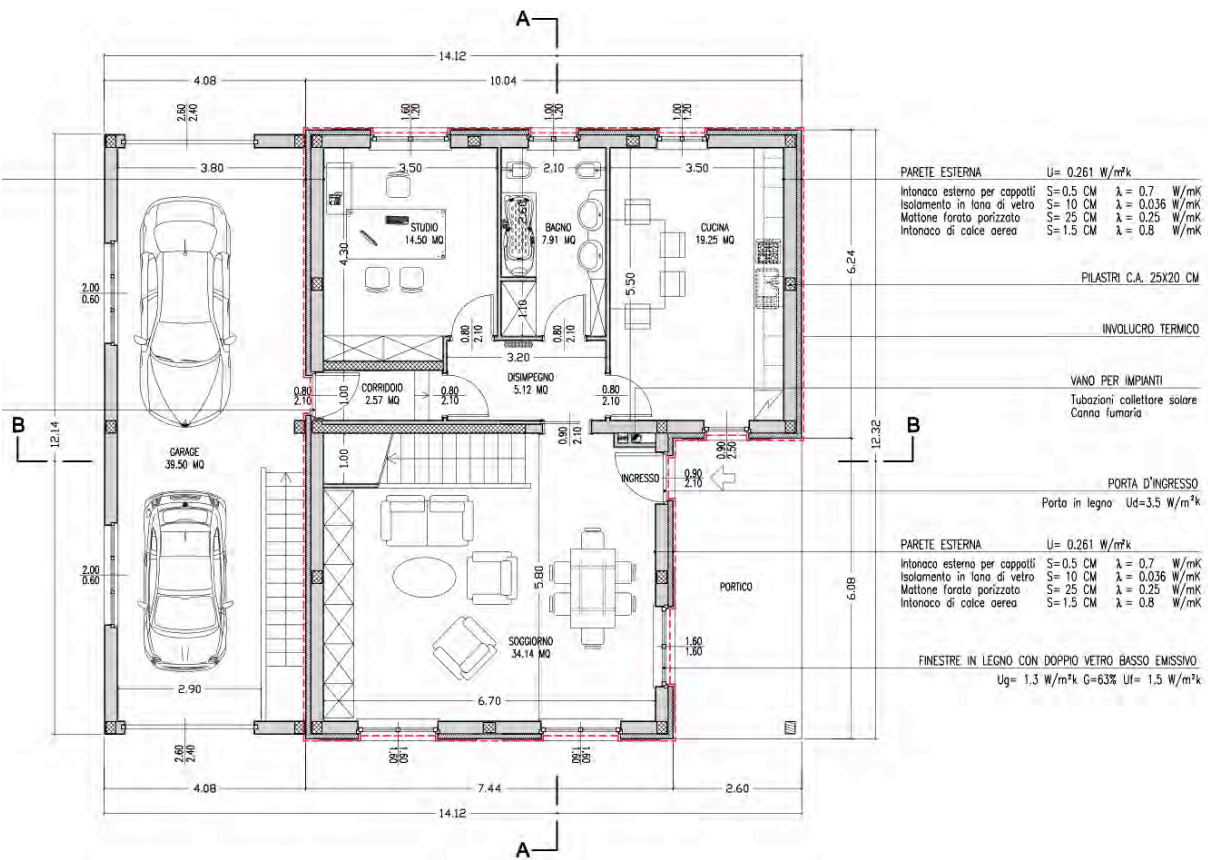 A
14.12
4.08
10.04
2.60
2.40
1.60
1.20
1.00
1.20
1.00
1.20
3.80
3.50
2,10
3.50
STUDIO
14.50 MQ
BAGNO
7.91 MQ
CUCINA
19.25 MQ
2.60
4.30
5.50
6.24
12.14
12.32
2.00
0.60
1.10
0.80
2.10
0.80
2.10
3.20
DISIMPEGNO
5.12 MQ
CORRIDOIO
2.57 MQ
0.80
2.10
1.00
0.80
2.10
0.80
2.10
B
B
GARAGE
39.50 MQ
1.00
0.90
2.10
0.90
2.50
INGRESSO
0.90
2.10
2.00
0.60
5.80
PORTICO
6.08
SOGGIORNO
34.14 MQ
1.60
1.60
2.90
6.70
2.60
2.40
1.60
1.60
1.60
1.60
4.08
7.44
2.60
14.12
A
PARETE ESTERNA U= 0.261 W/m²k
Intonaco esterno per cappotti S=0.5 CM λ = 0.7 W/mK
Isolamento in lana di vetro S= 10 CM λ = 0.036 W/mK
Mattone forato porizzato S= 25 CM λ = 0.25 W/mK
Intonaco di calce aerea S= 1.5 CM λ = 0.8 W/mK
PILASTRI C.A. 25X20 CM
INVOLUCRO TERMICO
VANO PER IMPIANTI
Tubazioni collettore solare
Canna fumaria
PORTA D'INGRESSO
Porta in legno Ud=3.5 W/m²k
PARETE ESTERNA U= 0.261 W/m²k
Intonaco esterno per cappotti S=0.5 CM λ = 0.7 W/mK
Isolamento in lana di vetro S= 10 CM λ = 0.036 W/mK
Mattone forato porizzato S= 25 CM λ = 0.25 W/mK
Intonaco di calce aerea S= 1.5 CM λ = 0.8 W/mK
FINESTRE IN LEGNO CON DOPPIO VETRO BASSO EMISSIVO
Ug= 1.3 W/m²k G=63% Uf= 1.5 W/m²k